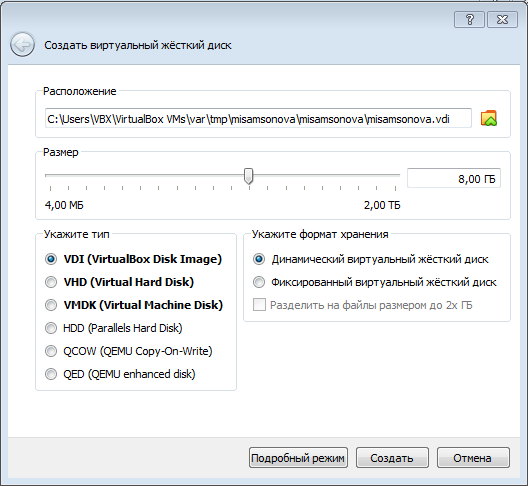 Создать виртуальный жёсткий диск
Расположение
C:\Users\VBX\VirtualBox VMs\var\tmp\misamsonova\misamsonova\misamsonova.vdi
Размер
8,00 ГБ
4,00 МБ 2,00 ТБ
Укажите тип
VDI (VirtualBox Disk Image)
VHD (Virtual Hard Disk)
VMDK (Virtual Machine Disk)
HDD (Parallels Hard Disk)
QCOW (QEMU Copy-On-Write)
QED (QEMU enhanced disk)
Укажите формат хранения
Динамический виртуальный жёсткий диск
Фиксированный виртуальный жёсткий диск
Разделить на файлы размером до 2х ГБ
Подробный режим Создать Отмена